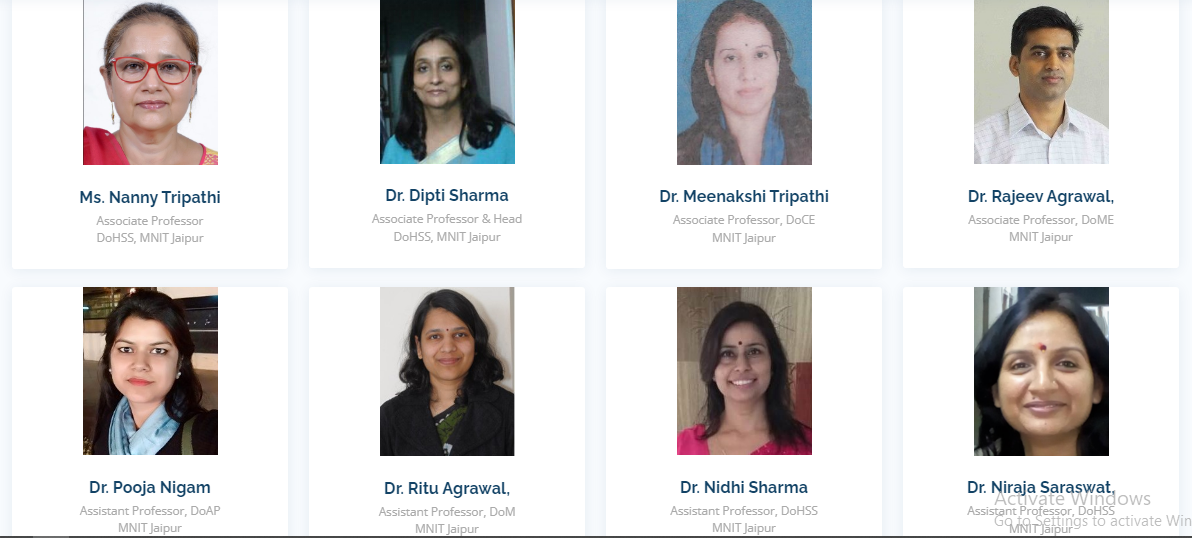 Ms. Nanny Tripathi
Associate Professor
DoHSS, MNIT Jaipur
Dr. Dipti Sharma
Associate Professor & Head
DoHSS, MNIT Jaipur
Dr. Meenakshi Tripathi
Associate Professor, DoCE
MNIT Jaipur
Dr. Rajeev Agrawal,
Associate Professor, DoME
MNIT Jaipur
Dr. Pooja Nigam
Assistant Professor, DoAP
MNIT Jaipur
Dr. Ritu Agrawal,
Assistant Professor, DoM
MNIT Jaipur
Dr. Nidhi Sharma
Assistant Professor, DoHSS
MNIT Jaipur
Dr. Niraja Saraswat,
Assistant Professor, DoHSS
MNIT Jaipur
Activate Windows
Go to Settings to activate Win